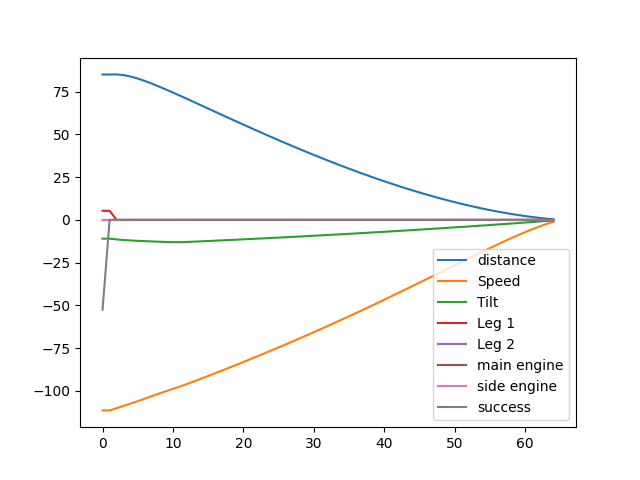 75
50
25
0
−25
−50
−75
−100
0 10 20 30 40 50 60
distance
Speed
Tilt
Leg 1
Leg 2
main engine
side engine
success